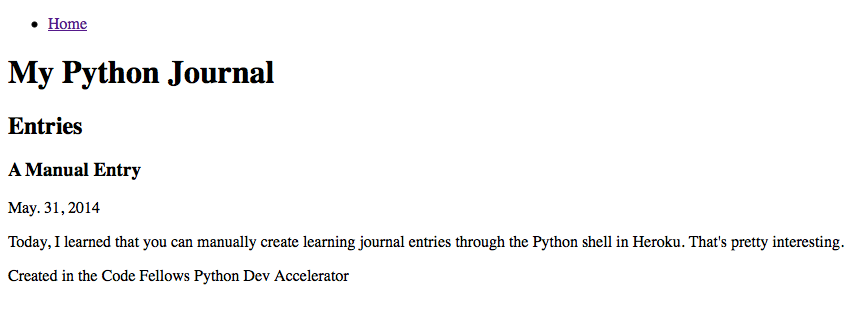 Home
My Python Journal
Entries
A Manual Entry
May. 31, 2014
Today, I learned that you can manually create learning journal entries through the Python shell in Heroku. That's pretty interesting.
Created in the Code Fellows Python Dev Accelerator